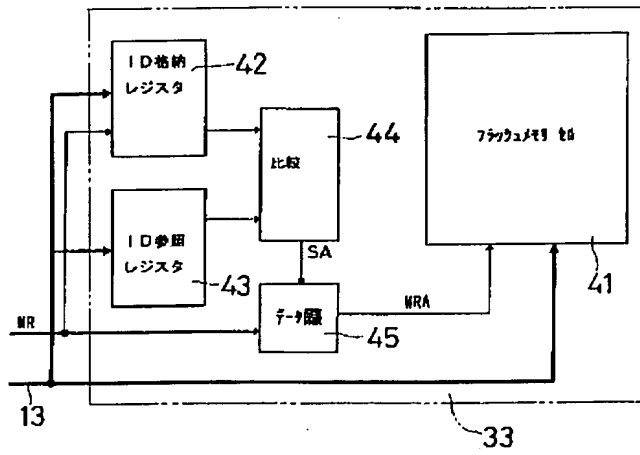 ID格納
レジスタ
42
44
比較
フラッシュメモリ セル
ID参照
レジスタ
43
SA
41
WR
データ
WRA
45
13
33